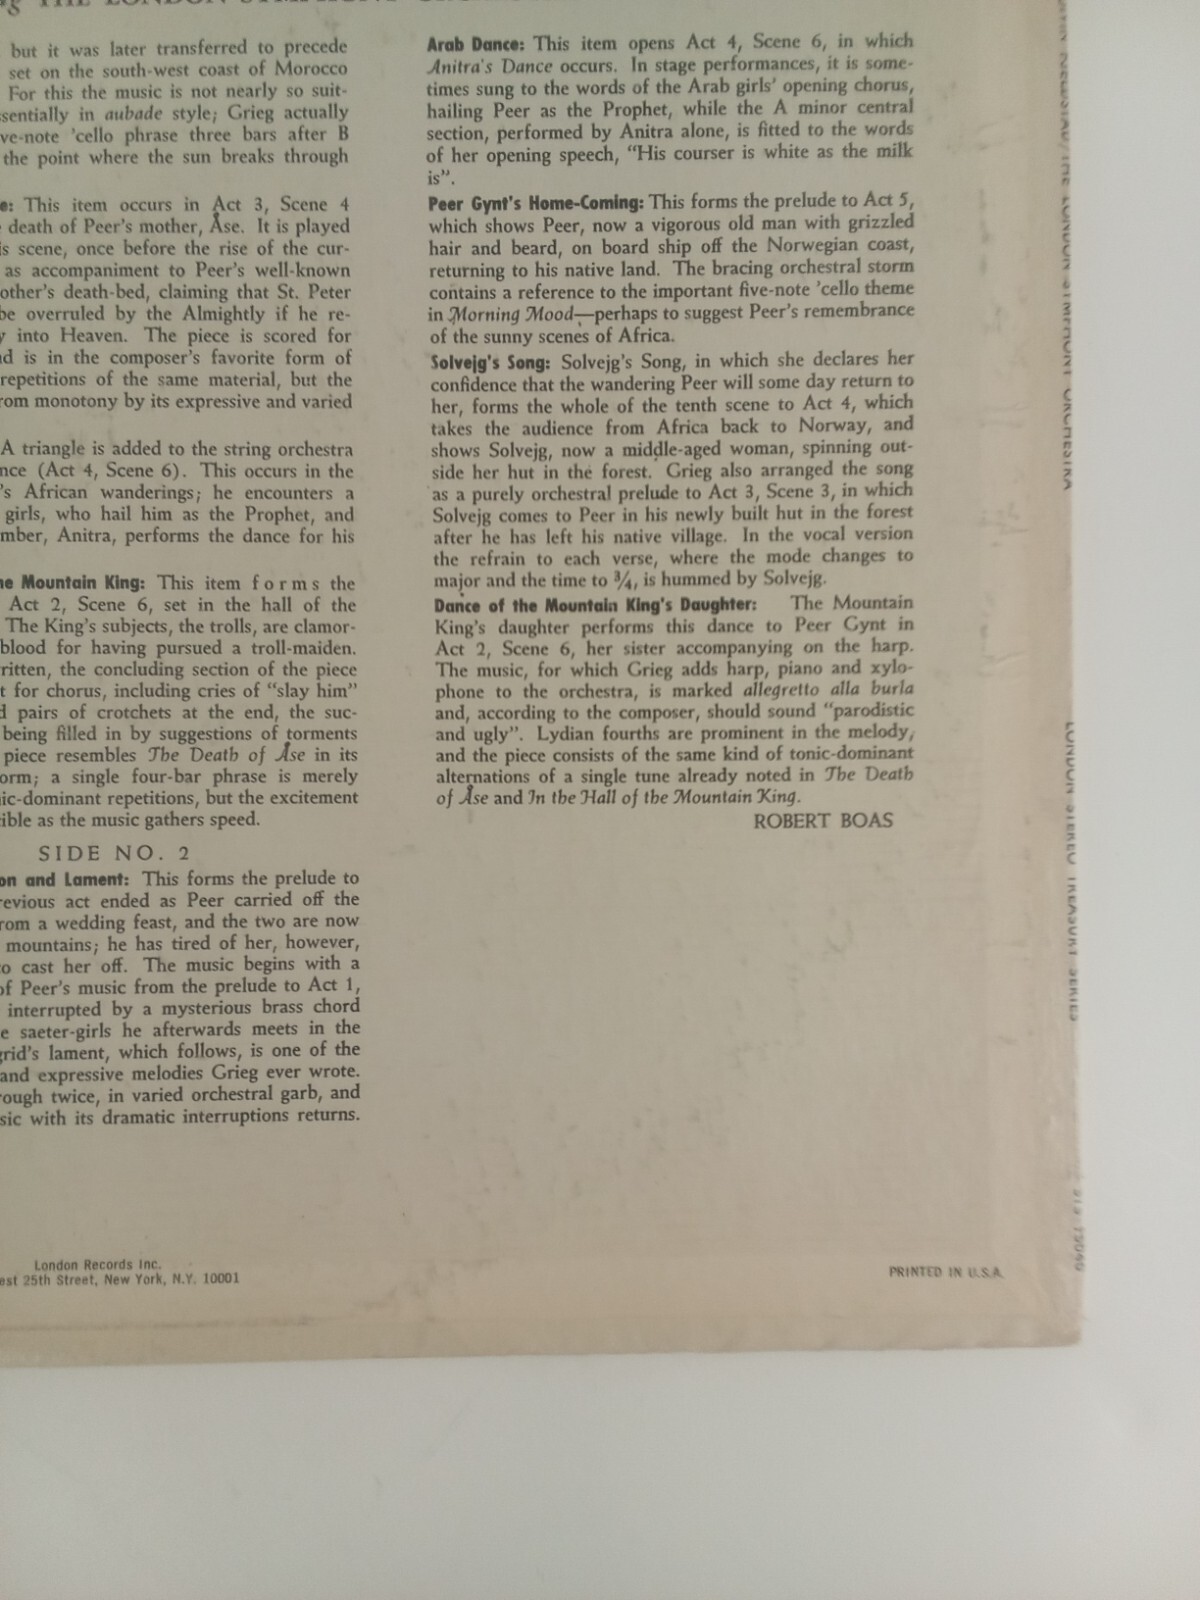 THE LONDON SYMPHONY
but it was later transferred to precede
set on the south-west coast of Morocco
For this the music is not nearly so suit-
sentially in aubade style; Grieg actually
ve-note 'cello phrase three bars after B
the point where the sun breaks through
e: This item occurs in Act 3, Scene 4
death of Peer's mother, Åse. It is played
is scene, once before the rise of the cur-
as accompaniment to Peer's well-known
other's death-bed, claiming that St. Peter
be overruled by the Almightly if he re-
y into Heaven. The piece is scored for
nd is in the composer's favorite form of
repetitions of the same material, but the
rom monotony by its expressive and varied
A triangle is added to the string orchestra
nce (Act 4, Scene 6). This occurs in the
's African wanderings; he encounters a
girls, who hail him as the Prophet, and
mber, Anitra, performs the dance for his
he Mountain King: This item forms the
Act 2, Scene 6, set in the hall of the
The King's subjects, the trolls, are clamor-
blood for having pursued a troll-maiden.
ritten, the concluding section of the piece
t for chorus, including cries of "slay him"
d pairs of crotchets at the end, the suc-
being filled in by suggestions of torments
piece resembles The Death of Åse in its
orm; a single four-bar phrase is merely
ic-dominant repetitions, but the excitement
ible as the music gathers speed.
SIDE NO. 2
on and Lament: This forms the prelude to
revious act ended as Peer carried off the
rom a wedding feast, and the two are now
mountains; he has tired of her, however,
o cast her off. The music begins with a
of Peer's music from the prelude to Act 1,
interrupted by a mysterious brass chord
e saeter-girls he afterwards meets in the
grid's lament, which follows, is one of the
and expressive melodies Grieg ever wrote.
rough twice, in varied orchestral garb, and
sic with its dramatic interruptions returns.
Arab Dance: This item opens Act 4, Scene 6, in which
Anitra's Dance occurs. In stage performances, it is some-
times sung to the words of the Arab girls' opening chorus,
hailing Peer as the Prophet, while the A minor central
section, performed by Anitra alone, is fitted to the words
of her opening speech, "His courser is white as the milk
is".
Peer Gynt's Home-Coming: This forms the prelude to Act 5,
which shows Peer, now a vigorous old man with grizzled
hair and beard, on board ship off the Norwegian coast,
returning to his native land. The bracing orchestral storm
contains a reference to the important five-note 'cello theme
in Morning Mood—perhaps to suggest Peer's remembrance
of the sunny scenes of Africa.
Solvejg's Song: Solvejg's Song, in which she declares her
confidence that the wandering Peer will some day return to
her, forms the whole of the tenth scene to Act 4, which
takes the audience from Africa back to Norway, and
shows Solvejg, now a middle-aged woman, spinning out-
side her hut in the forest. Grieg also arranged the song
as a purely orchestral prelude to Act 3, Scene 3, in which
Solvejg comes to Peer in his newly built hut in the forest
after he has left his native village. In the vocal version
the refrain to each verse, where the mode changes to
major and the time to ¾, is hummed by Solvejg.
Dance of the Mountain King's Daughter: The Mountain
King's daughter performs this dance to Peer Gynt in
Act 2, Scene 6, her sister accompanying on the harp.
The music, for which Grieg adds harp, piano and xylo-
phone to the orchestra, is marked allegretto alla burla
and, according to the composer, should sound "parodistic
and ugly". Lydian fourths are prominent in the melody,
and the piece consists of the same kind of tonic-dominant
alternations of a single tune already noted in The Death
of Åse and In the Hall of the Mountain King.
ROBERT BOAS
London Records Inc.
est 25th Street, New York, N.Y. 10001
PRINTED IN U.S.A.
THE LONDON SYMPHONY ORCHESTRA
LONDON STEREO TREASURY SERIES